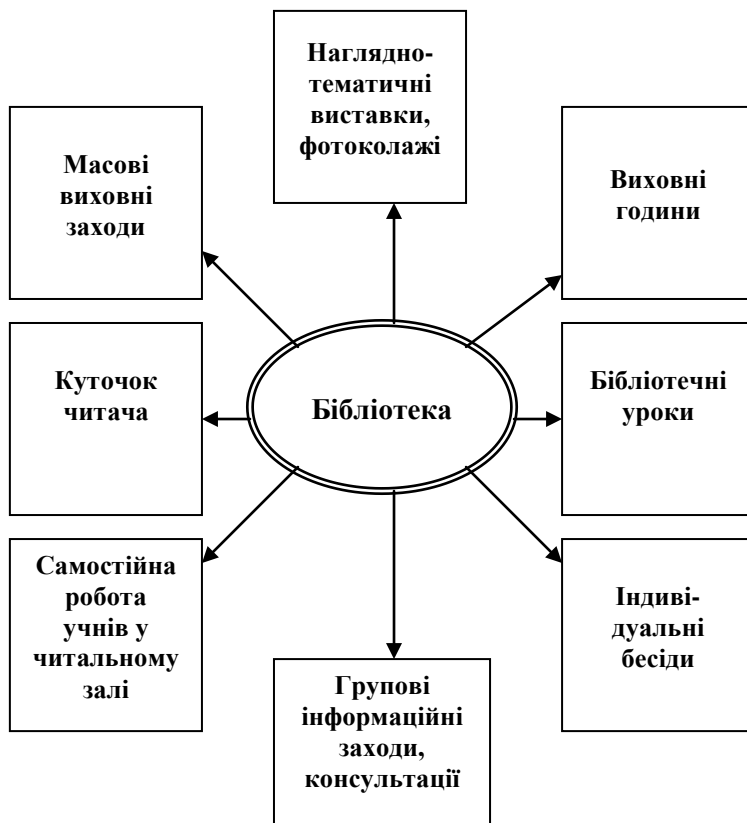 Наглядно-
тематичні
виставки,
фотоколажі
Масові
виховні
заходи
Виховні
години
Куточок
читача
Бібліотека
Бібліотечні
уроки
Самостійна
робота
учнів у
читальному
залі
Індиві-
дуальні
бесіди
Групові
інформаційні
заходи,
консультації